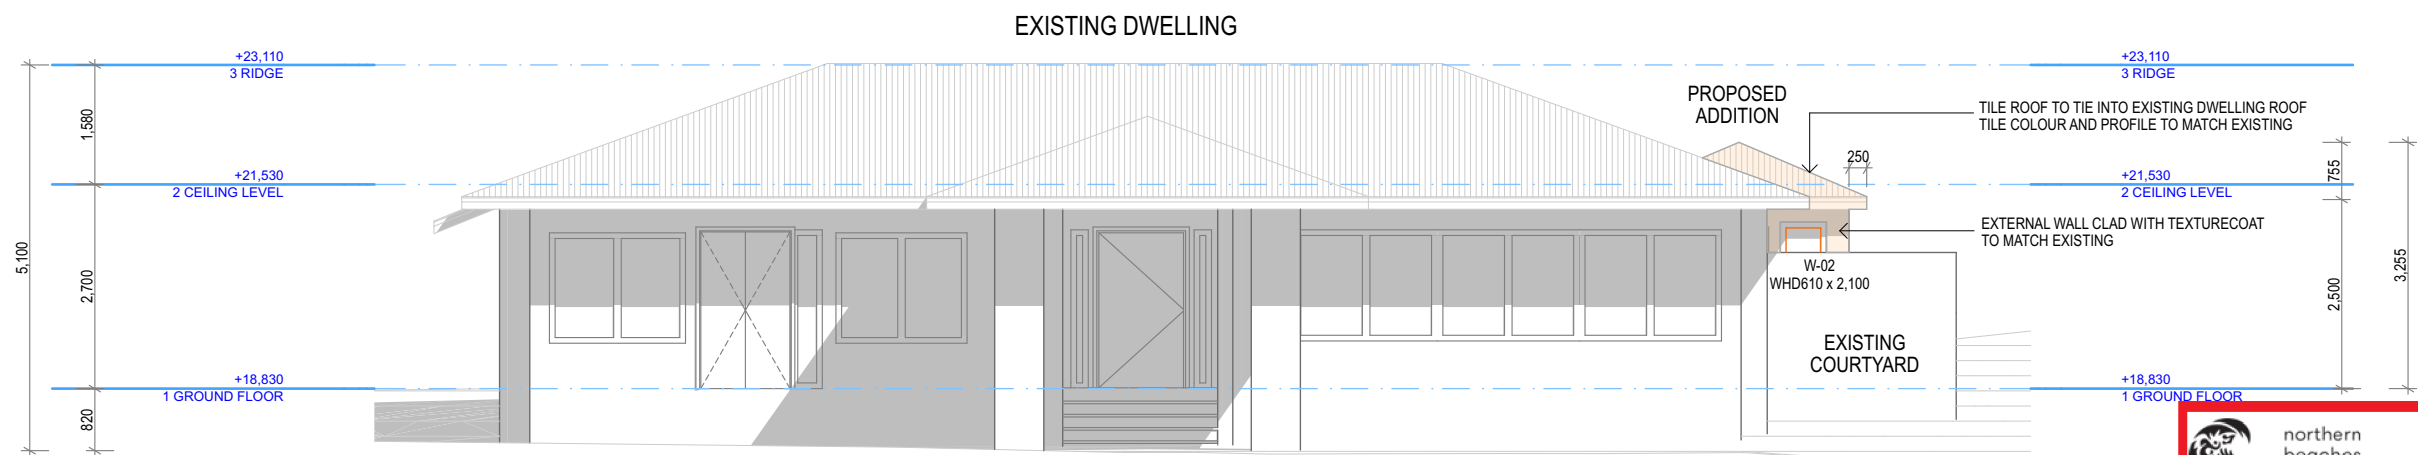 EXISTING DWELLING
+23,110
3 RIDGE
+23,110
3 RIDGE
PROPOSED
ADDITION
TILE ROOF TO TIE INTO EXISTING DWELLING ROOF
TILE COLOUR AND PROFILE TO MATCH EXISTING
1,580
250
755
+21,530
2 CEILING LEVEL
+21,530
2 CEILING LEVEL
EXTERNAL WALL CLAD WITH TEXTURECOAT
TO MATCH EXISTING
5,100
2,700
W-02
WHD610 x 2,100
2,500
3,255
EXISTING
COURTYARD
+18,830
1 GROUND FLOOR
+18,830
1 GROUND FLOOR
820
northern
beaches